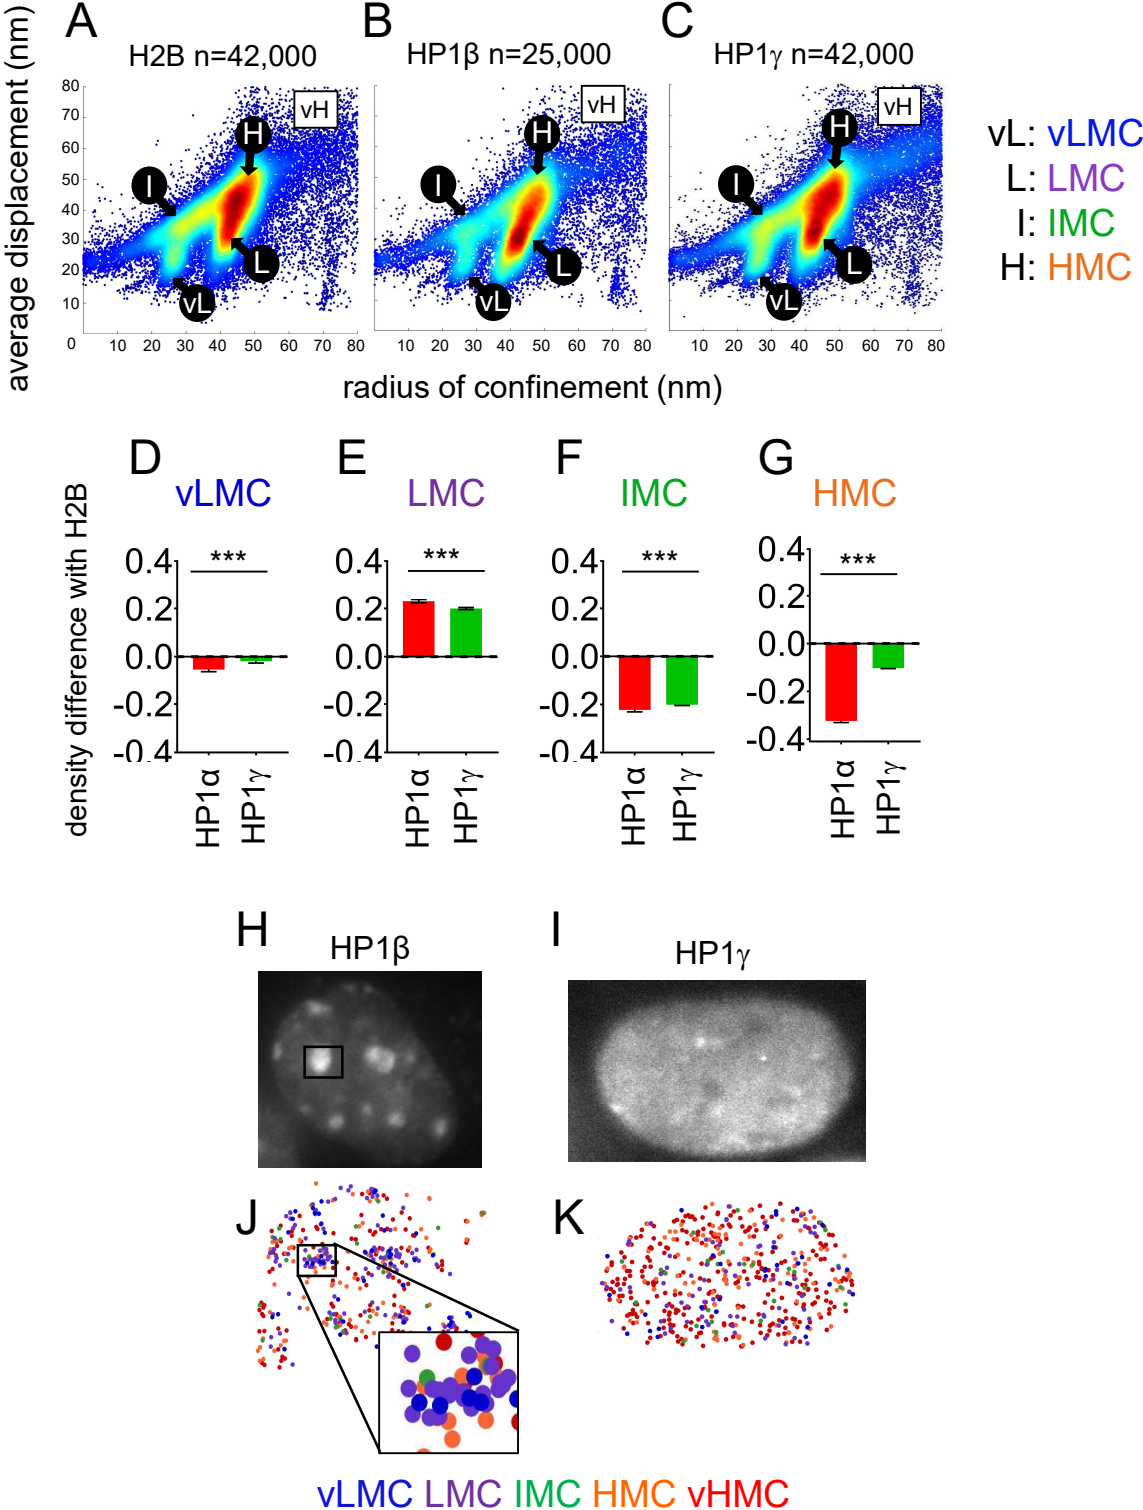 A
B
C
H2B n=42,000
HP1β n=25,000
HP1γ n=42,000
average displacement (nm)
80
70
60
50
40
30
20
10
0
vH
H
I
L
vL
vH
H
I
L
vL
vH
H
I
L
vL
10 20 30 40 50 60 70 80
10 20 30 40 50 60 70 80
10 20 30 40 50 60 70 80
radius of confinement (nm)
vL: vLMC
L: LMC
I: IMC
H: HMC
D
E
F
G
vLMC
LMC
IMC
HMC
density difference with H2B
0.4
0.2
0.0
-0.2
-0.4
***
HP1α
HP1γ
0.4
0.2
0.0
-0.2
-0.4
***
HP1α
HP1γ
0.4
0.2
0.0
-0.2
-0.4
***
HP1α
HP1γ
0.4
0.2
0.0
-0.2
-0.4
***
HP1α
HP1γ
H
HP1β
I
HP1γ
J
K
vLMC LMC IMC HMC vHMC